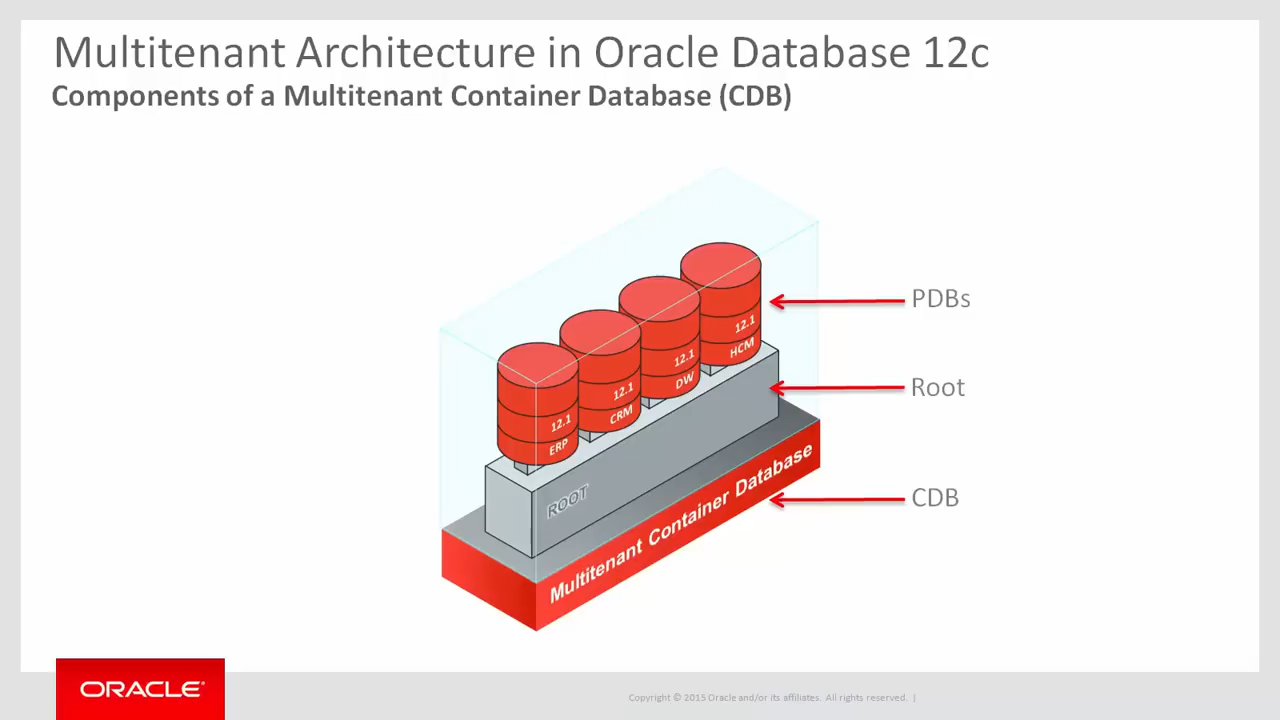 Multitenant Architecture in Oracle Database 12c
Components of a Multitenant Container Database (CDB)
PDBs
12.1
HCM
12.1
DW
12.1
CRM
12.1
ERP
Root
ROOT
CDB
Multitenant Container Database
ORACLE®
Copyright © 2015 Oracle and/or its affiliates. All rights reserved. |